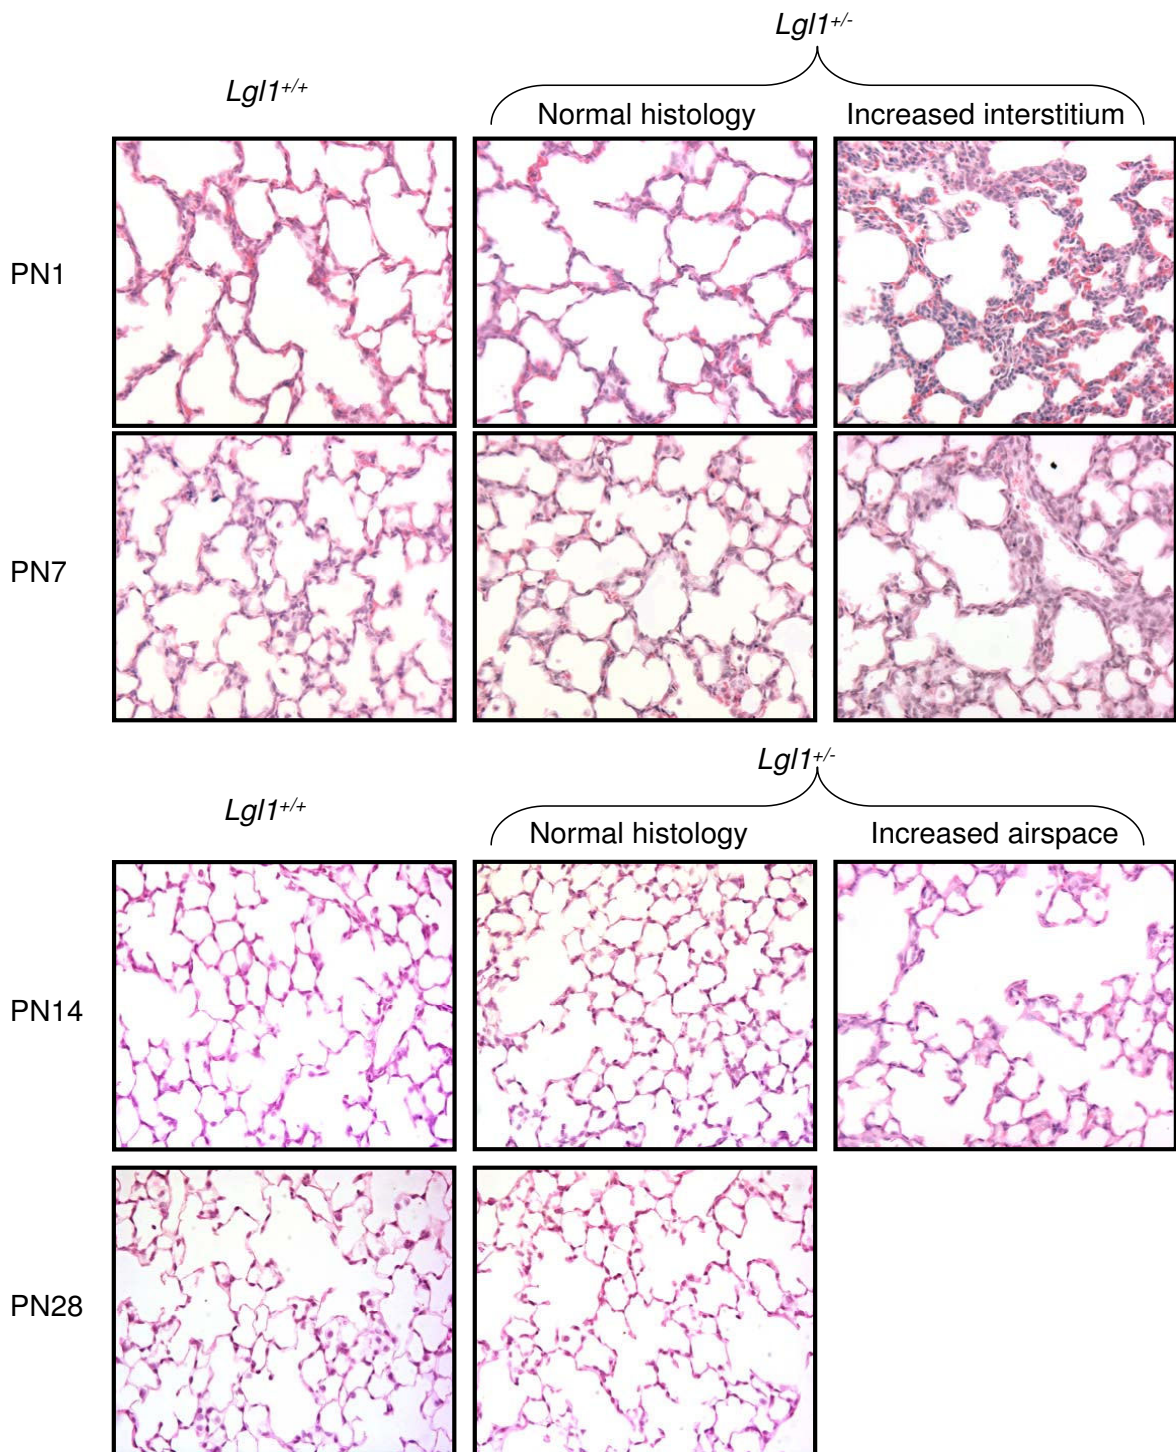 Lgl1+/-
Lgl1+/+
Normal histology
Increased interstitium
PN1
PN7
Lgl1+/-
Lgl1+/+
Normal histology
Increased airspace
PN14
PN28